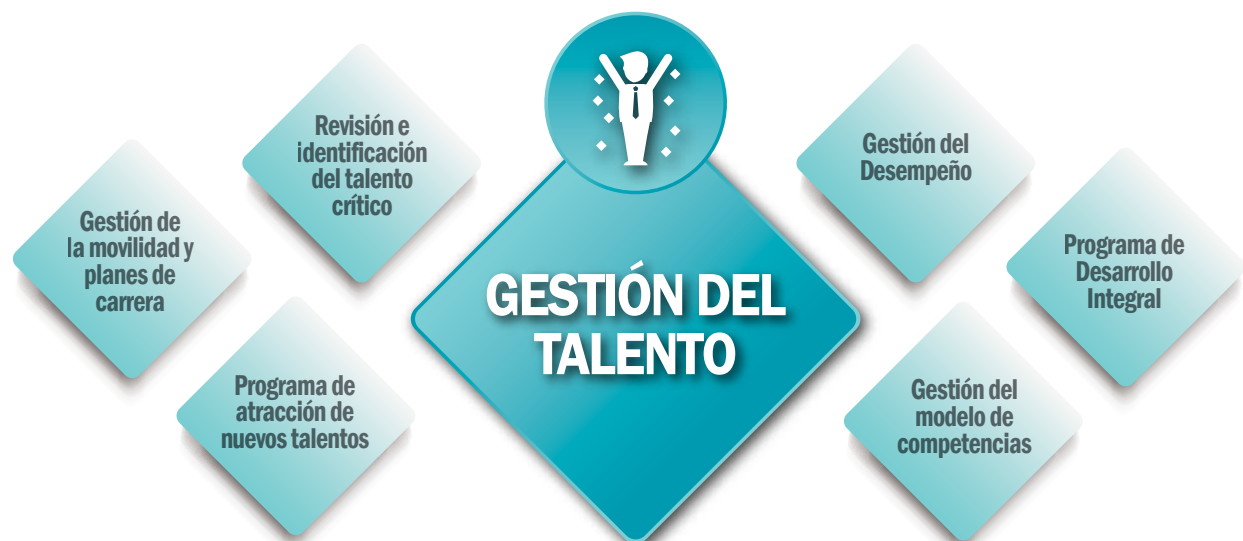 Revisión e
identificación
del talento
crítico
Gestión de
la movilidad y
planes de
carrera
Programa de
atracción de
nuevos talentos
GESTIÓN DEL
TALENTO
Gestión del
Desempeño
Programa de
Desarrollo
Integral
Gestión del
modelo de
competencias